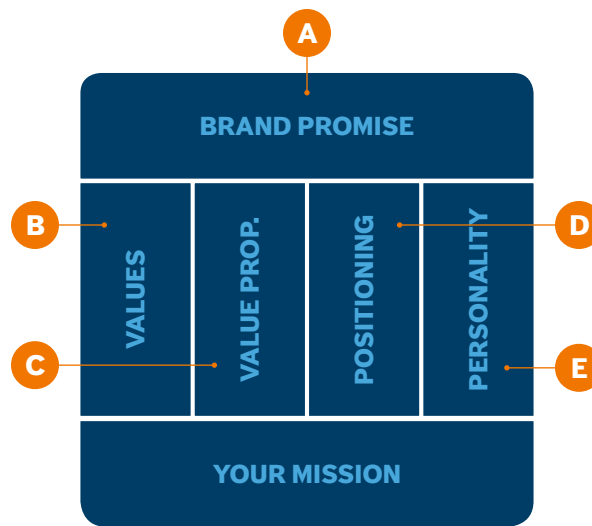 A
BRAND PROMISE
B
VALUES
C
VALUE PROP.
POSITIONING
D
PERSONALITY
E
YOUR MISSION